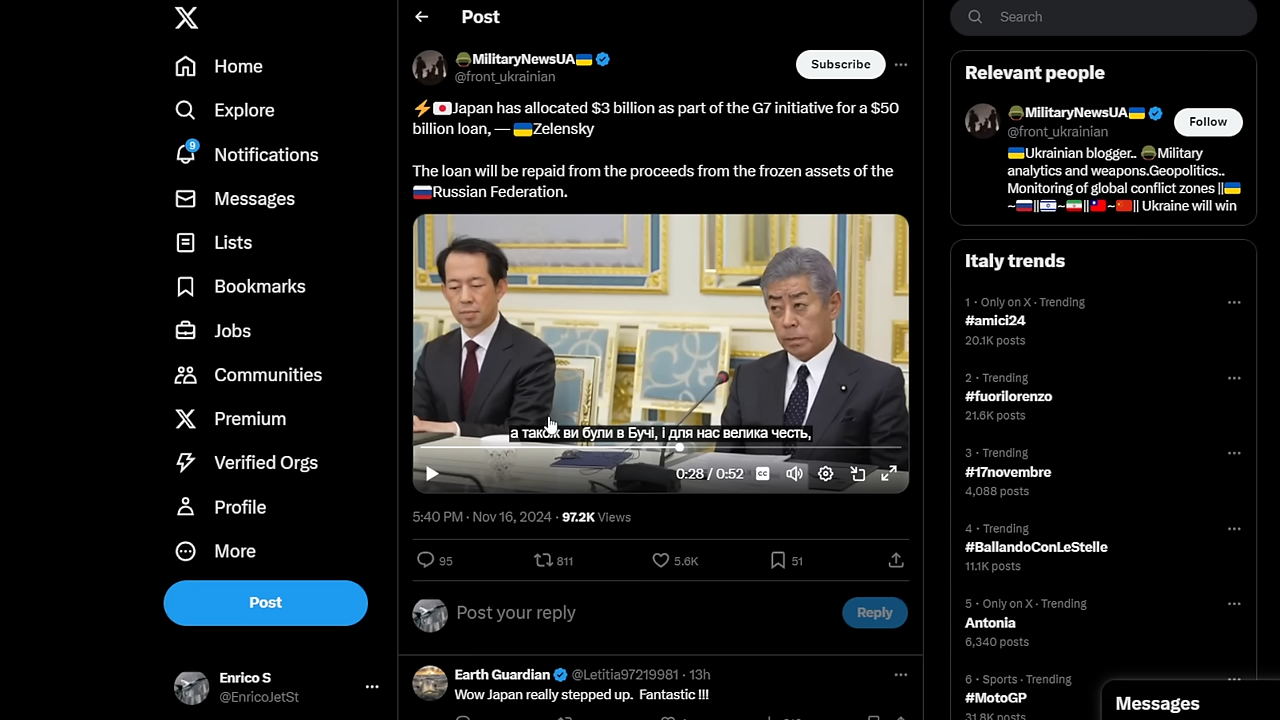 Home
Explore
9
Notifications
Messages
Lists
Bookmarks
Jobs
Communities
Premium
Verified Orgs
Profile
More
Post
Enrico S
@EnricoJetSt
Post
MilitaryNewsUA
@front_ukrainian
Subscribe
⚡🇯🇵Japan has allocated $3 billion as part of the G7 initiative for a $50
billion loan, — 🇺🇦Zelensky
The loan will be repaid from the proceeds from the frozen assets of the
🇷🇺Russian Federation.
а також ви були в Бучі, і для нас велика честь,
0:28 / 0:52
CC
5:40 PM · Nov 16, 2024 · 97.2K Views
95
811
5.6K
51
Post your reply
Reply
Earth Guardian @Letitia97219981 · 13h
Wow Japan really stepped up. Fantastic !!!
Search
Relevant people
MilitaryNewsUA
@front_ukrainian
Follow
🇺🇦Ukrainian blogger.. 🪖Military
analytics and weapons.Geopolitics..
Monitoring of global conflict zones ||🇺🇦
~🇷🇺||🇮🇱~🇮🇷||🇹🇼~🇨🇳|| Ukraine will win
Italy trends
1 · Only on X · Trending
#amici24
20.1K posts
2 · Trending
#fuorilorenzo
21.6K posts
3 · Trending
#17novembre
4,088 posts
4 · Trending
#BallandoConLeStelle
11.1K posts
5 · Only on X · Trending
Antonia
6,340 posts
6 · Sports · Trending
#MotoGP
31.8K posts
Messages